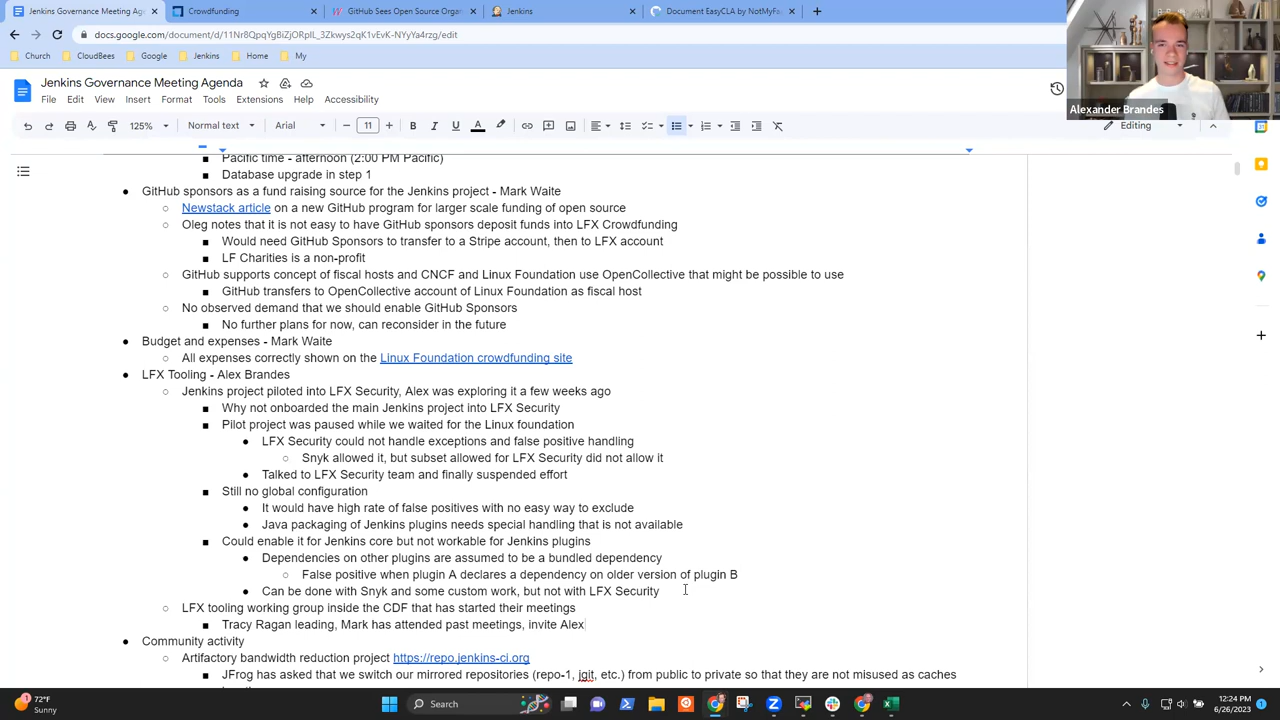 Jenkins Governance Meeting Age
Crowdfunding
GitHub Sees Open Source Organ
Jenkins
Document EasyCLA by NotMyFa
docs.google.com/document/d/11Nr8QpqYgBiZjORplL_3Zkwys2qK1vEvK-NYyYa4rzg/edit
Church
CloudBees
Google
Jenkins
Home
My
Alexander Brandes
Jenkins Governance Meeting Agenda
File Edit View Insert Format Tools Extensions Help Accessibility
125%
Normal text
Arial
11
Editing
Pacific time - afternoon (2:00 PM Pacific)
Database upgrade in step 1
GitHub sponsors as a fund raising source for the Jenkins project - Mark Waite
Newstack article on a new GitHub program for larger scale funding of open source
Oleg notes that it is not easy to have GitHub sponsors deposit funds into LFX Crowdfunding
Would need GitHub Sponsors to transfer to a Stripe account, then to LFX account
LF Charities is a non-profit
GitHub supports concept of fiscal hosts and CNCF and Linux Foundation use OpenCollective that might be possible to use
GitHub transfers to OpenCollective account of Linux Foundation as fiscal host
No observed demand that we should enable GitHub Sponsors
No further plans for now, can reconsider in the future
Budget and expenses - Mark Waite
All expenses correctly shown on the Linux Foundation crowdfunding site
LFX Tooling - Alex Brandes
Jenkins project piloted into LFX Security, Alex was exploring it a few weeks ago
Why not onboarded the main Jenkins project into LFX Security
Pilot project was paused while we waited for the Linux foundation
LFX Security could not handle exceptions and false positive handling
Snyk allowed it, but subset allowed for LFX Security did not allow it
Talked to LFX Security team and finally suspended effort
Still no global configuration
It would have high rate of false positives with no easy way to exclude
Java packaging of Jenkins plugins needs special handling that is not available
Could enable it for Jenkins core but not workable for Jenkins plugins
Dependencies on other plugins are assumed to be a bundled dependency
False positive when plugin A declares a dependency on older version of plugin B
Can be done with Snyk and some custom work, but not with LFX Security
LFX tooling working group inside the CDF that has started their meetings
Tracy Ragan leading, Mark has attended past meetings, invite Alex
Community activity
Artifactory bandwidth reduction project https://repo.jenkins-ci.org
JFrog has asked that we switch our mirrored repositories (repo-1, jgit, etc.) from public to private so that they are not misused as caches
72°F
Sunny
Search
12:24 PM
6/26/2023